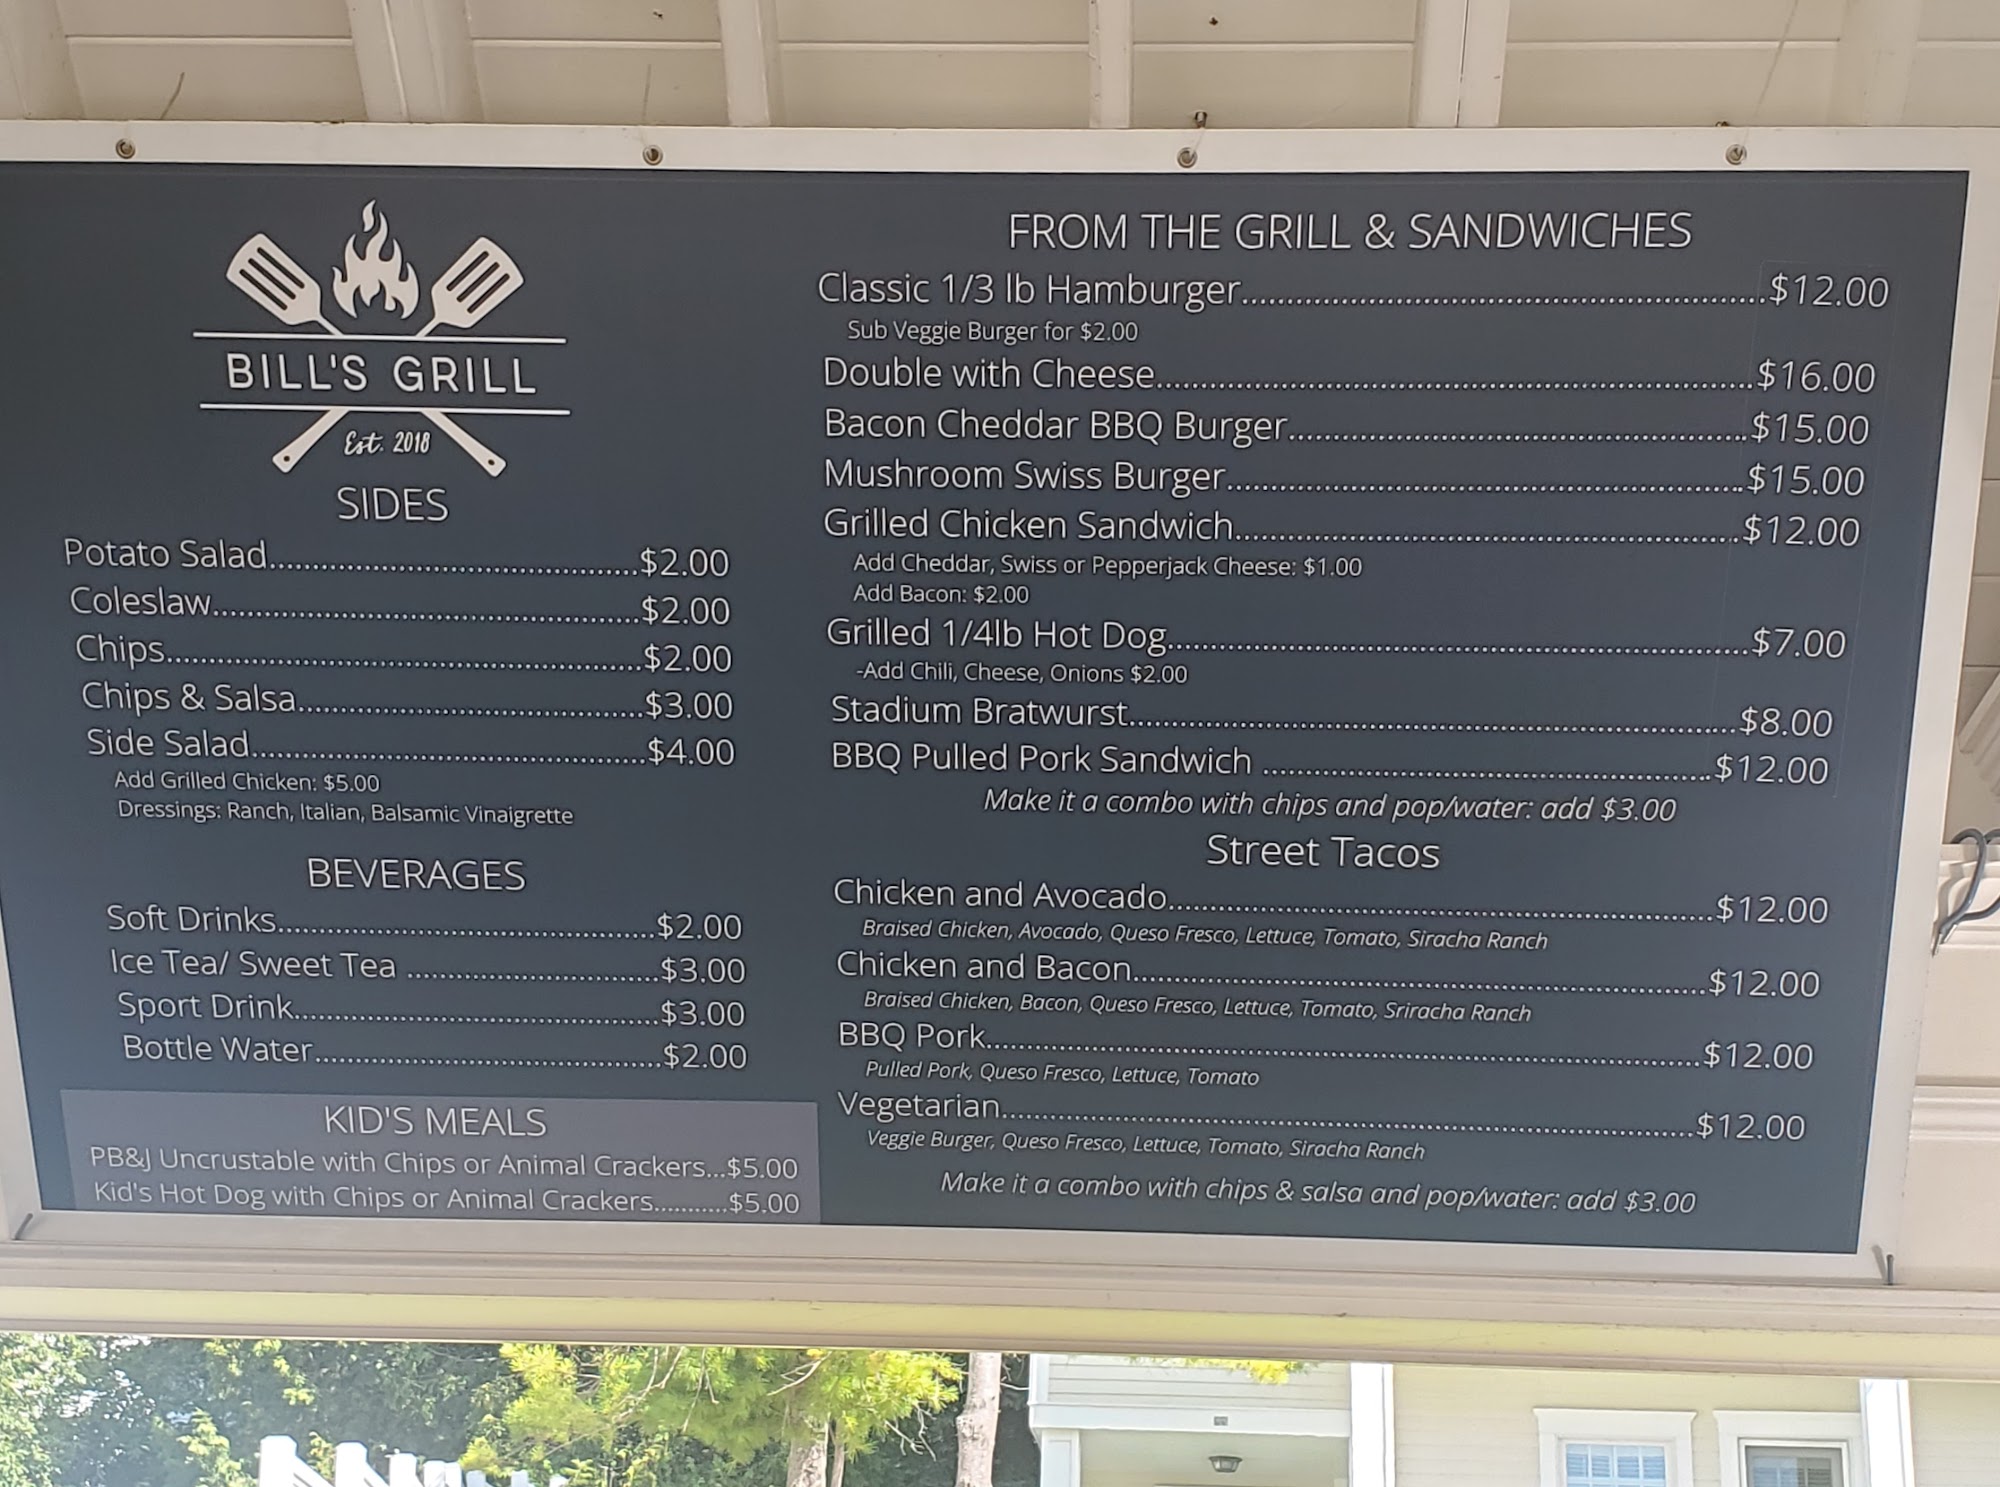 BILL'S GRILL
Est. 2018
SIDES
Potato Salad $2.00
Coleslaw $2.00
Chips $2.00
Chips & Salsa $3.00
Side Salad $4.00
Add Grilled Chicken: $5.00
Dressings: Ranch, Italian, Balsamic Vinaigrette
BEVERAGES
Soft Drinks $2.00
Ice Tea/ Sweet Tea $3.00
Sport Drink $3.00
Bottle Water $2.00
KID'S MEALS
PB&J Uncrustable with Chips or Animal Crackers...$5.00
Kid's Hot Dog with Chips or Animal Crackers $5.00
FROM THE GRILL & SANDWICHES
Classic 1/3 lb Hamburger $12.00
Sub Veggie Burger for $2.00
Double with Cheese $16.00
Bacon Cheddar BBQ Burger $15.00
Mushroom Swiss Burger $15.00
Grilled Chicken Sandwich $12.00
Add Cheddar, Swiss or Pepperjack Cheese: $1.00
Add Bacon: $2.00
Grilled 1/4lb Hot Dog $7.00
-Add Chili, Cheese, Onions $2.00
Stadium Bratwurst $8.00
BBQ Pulled Pork Sandwich $12.00
Make it a combo with chips and pop/water: add $3.00
Street Tacos
Chicken and Avocado $12.00
Braised Chicken, Avocado, Queso Fresco, Lettuce, Tomato, Siracha Ranch
Chicken and Bacon $12.00
Braised Chicken, Bacon, Queso Fresco, Lettuce, Tomato, Sriracha Ranch
BBQ Pork $12.00
Pulled Pork, Queso Fresco, Lettuce, Tomato
Vegetarian $12.00
Veggie Burger, Queso Fresco, Lettuce, Tomato, Siracha Ranch
Make it a combo with chips & salsa and pop/water: add $3.00